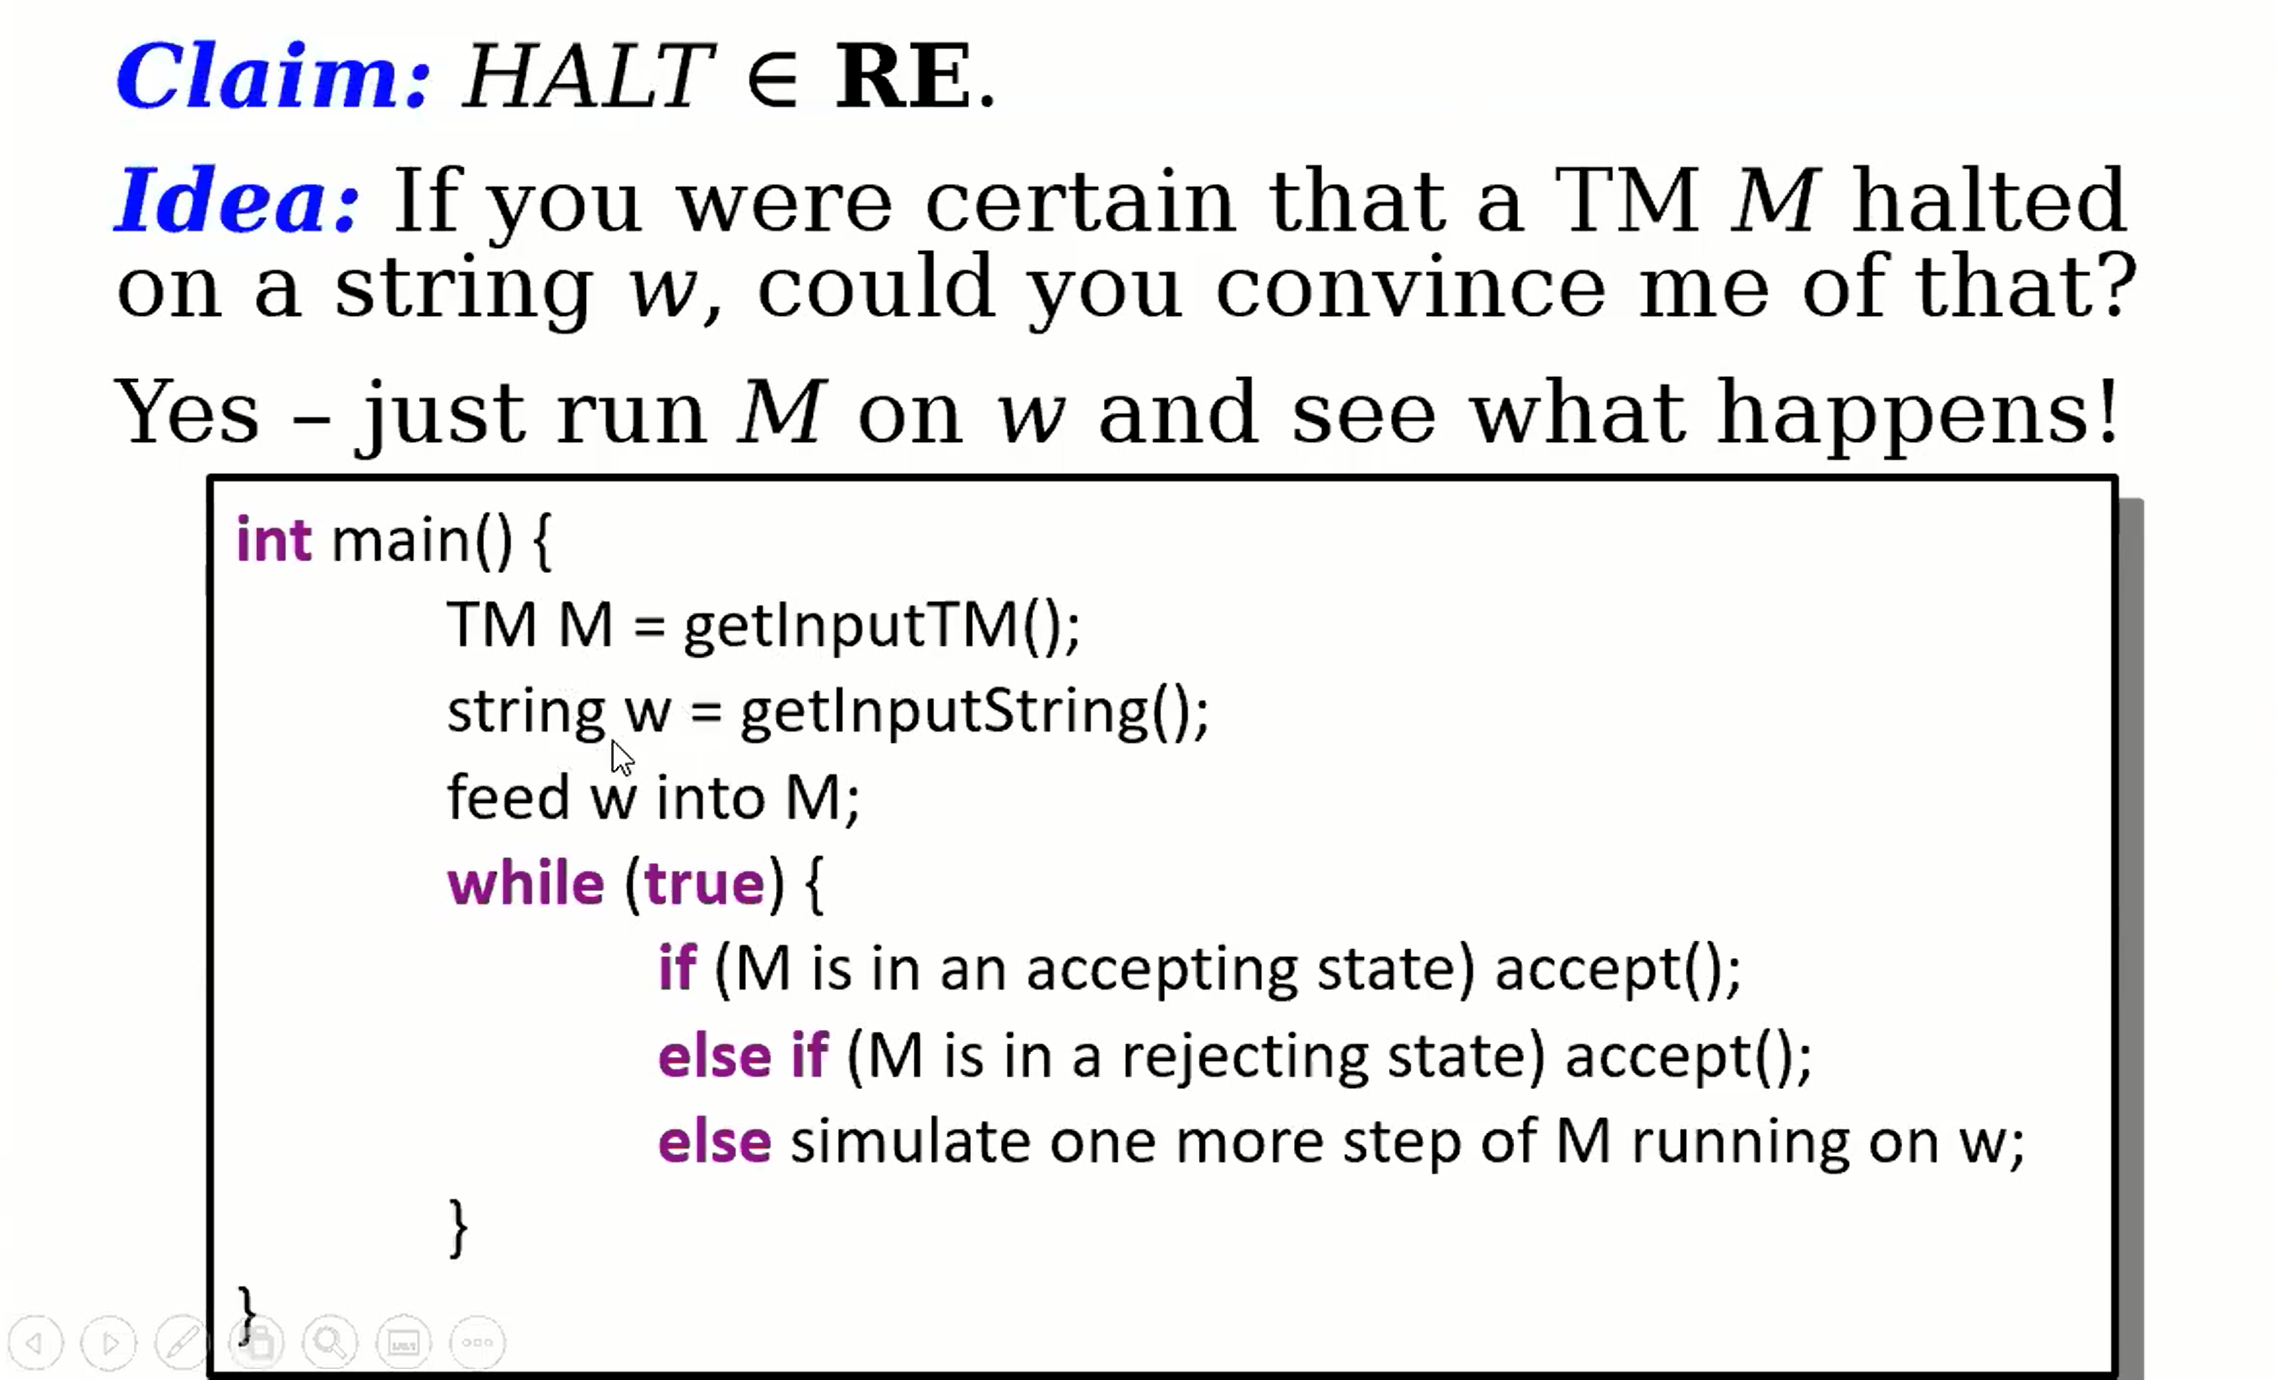 Claim: HALT ∈ RE.
Idea: If you were certain that a TM M halted
on a string w, could you convince me of that?
Yes – just run M on w and see what happens!
int main() {
TM M = getInputTM();
string w = getInputString();
feed w into M;
while (true) {
if (M is in an accepting state) accept();
else if (M is in a rejecting state) accept();
else simulate one more step of M running on w;
}
}